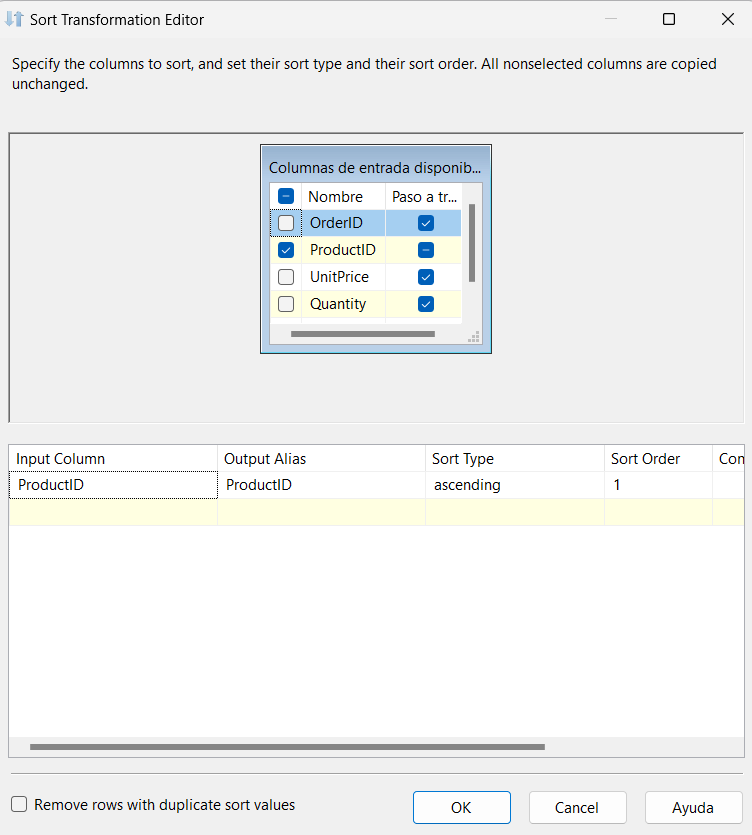 Sort Transformation Editor
Specify the columns to sort, and set their sort type and their sort order. All nonselected columns are copied
unchanged.
Columnas de entrada disponib...
Nombre Paso a tr...
OrderID
ProductID
UnitPrice
Quantity
Input Column Output Alias Sort Type Sort Order Con
ProductID ProductID ascending 1
Remove rows with duplicate sort values
OK Cancel Ayuda